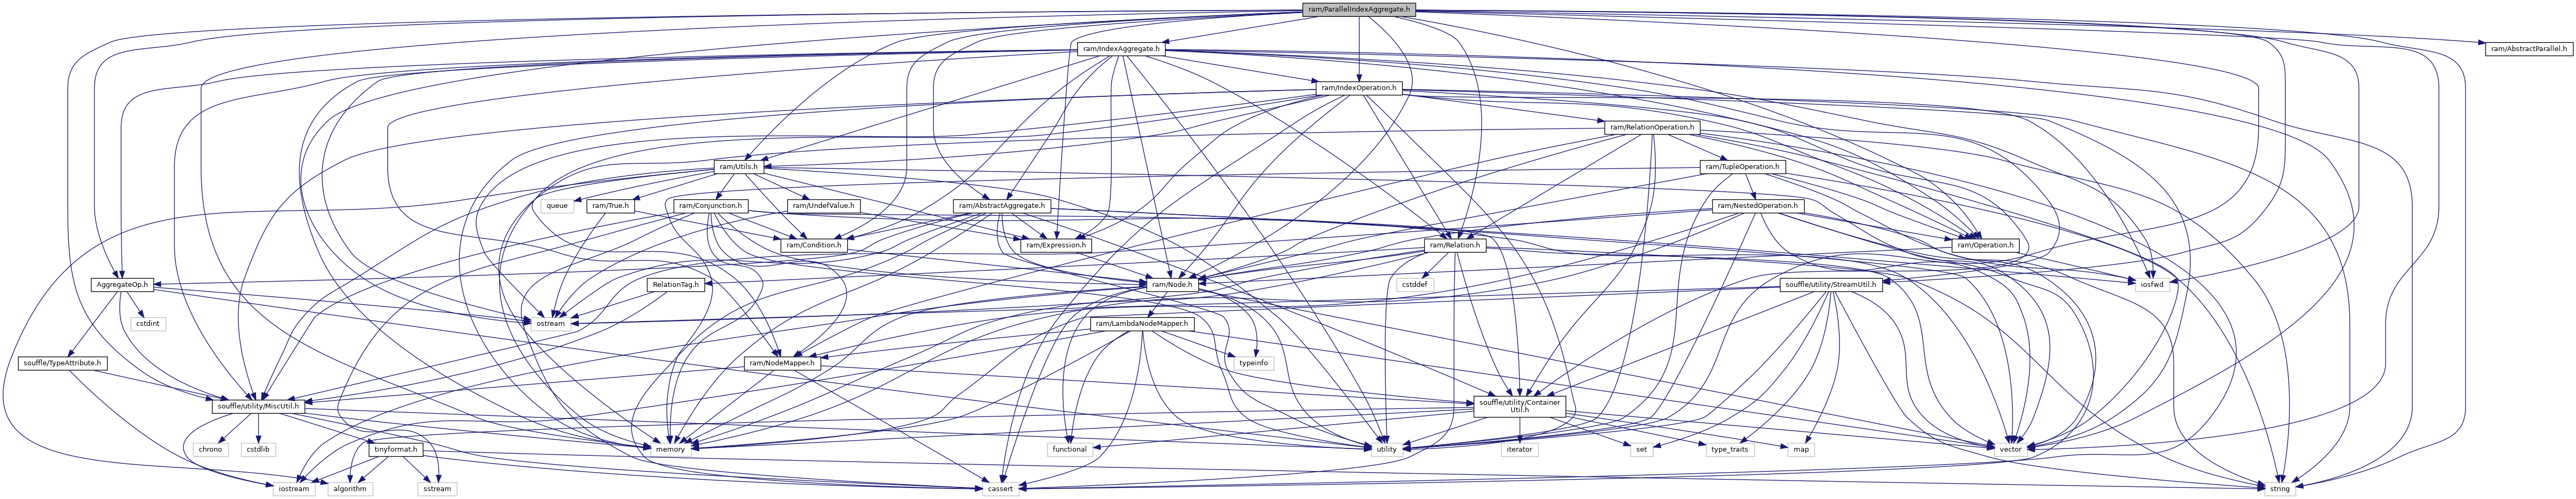 ram/ParallelIndexAggregate.h
ram/IndexAggregate.h
ram/AbstractParallel.h
ram/IndexOperation.h
ram/RelationOperation.h
ram/Utils.h
ram/TupleOperation.h
queue
ram/True.h
ram/Conjunction.h
ram/UndefValue.h
ram/AbstractAggregate.h
ram/NestedOperation.h
ram/Condition.h
ram/Expression.h
ram/Relation.h
ram/Operation.h
AggregateOp.h
RelationTag.h
ram/Node.h
cstddef
souffle/utility/StreamUtil.h
iosfwd
cstdint
ostream
ram/LambdaNodeMapper.h
souffle/TypeAttribute.h
ram/NodeMapper.h
typeinfo
souffle/utility/MiscUtil.h
souffle/utility/Container
Util.h
chrono
cstdlib
tinyformat.h
memory
functional
utility
iterator
set
type_traits
map
vector
iostream
algorithm
sstream
cassert
string